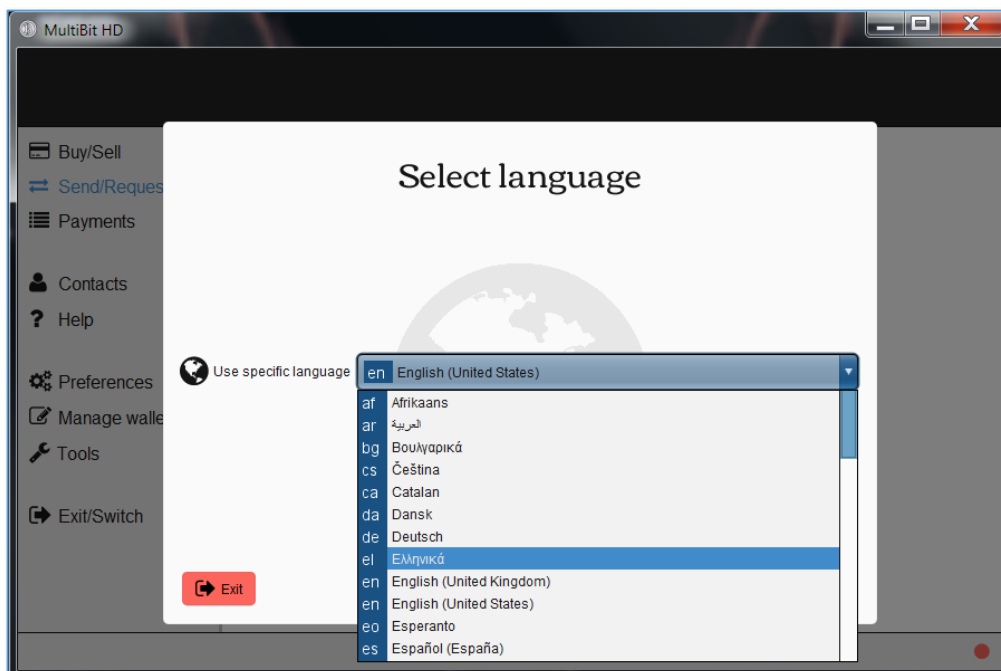 MultiBit HD
Buy/Sell
Send/Reques
Payments
Contacts
Help
Preferences
Manage walle
Tools
Exit/Switch
Select language
Use specific language
en English (United States)
af Afrikaans
ar العربية
bg Βουλγαρικά
cs Čeština
ca Catalan
da Dansk
de Deutsch
el Ελληνικά
en English (United Kingdom)
en English (United States)
eo Esperanto
es Español (España)
Exit